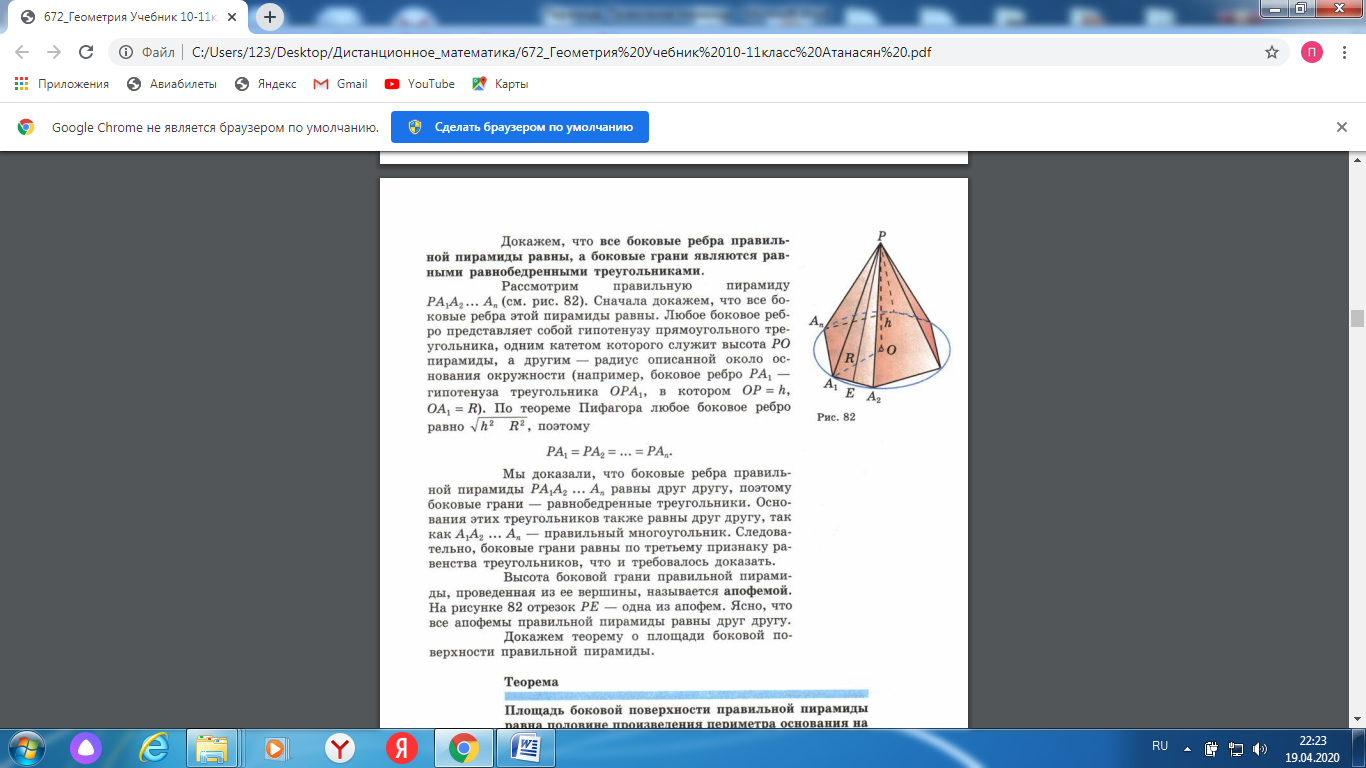 672_Геометрия Учебник 10-11кл
Файл
C:/Users/123/Desktop/Дистанционное_математика/672_Геометрия%20Учебник%2010-11класс%20Атанасян%20.pdf
П
Приложения
Авиабилеты
Яндекс
Gmail
YouTube
Карты
Google Chrome не является браузером по умолчанию.
Сделать браузером по умолчанию
Докажем, что все боковые ребра правиль-
ной пирамиды равны, а боковые грани являются рав-
ными равнобедренными треугольниками.
Рассмотрим правильную пирамиду
PA₁A₂... Aₙ (см. рис. 82). Сначала докажем, что все бо-
ковые ребра этой пирамиды равны. Любое боковое реб-
ро представляет собой гипотенузу прямоугольного тре-
угольника, одним катетом которого служит высота PO
пирамиды, а другим — радиус описанной около ос-
нования окружности (например, боковое ребро PA₁ —
гипотенуза треугольника OPA₁, в котором OP = h,
OA₁ = R). По теореме Пифагора любое боковое ребро
равно √h² R², поэтому
PA₁ = PA₂ = ... = PAₙ.
Мы доказали, что боковые ребра правиль-
ной пирамиды PA₁A₂ ... Aₙ равны друг другу, поэтому
боковые грани — равнобедренные треугольники. Осно-
вания этих треугольников также равны друг другу, так
как A₁A₂ ... Aₙ — правильный многоугольник. Следова-
тельно, боковые грани равны по третьему признаку ра-
венства треугольников, что и требовалось доказать.
Высота боковой грани правильной пирами-
ды, проведенная из ее вершины, называется апофемой.
На рисунке 82 отрезок PE — одна из апофем. Ясно, что
все апофемы правильной пирамиды равны друг другу.
Докажем теорему о площади боковой по-
верхности правильной пирамиды.
Теорема
Площадь боковой поверхности правильной пирамиды
равна половине произведения периметра основания на
P
Aₙ
h
O
R
A₁
E
A₂
Рис. 82
RU
22:23
19.04.2020